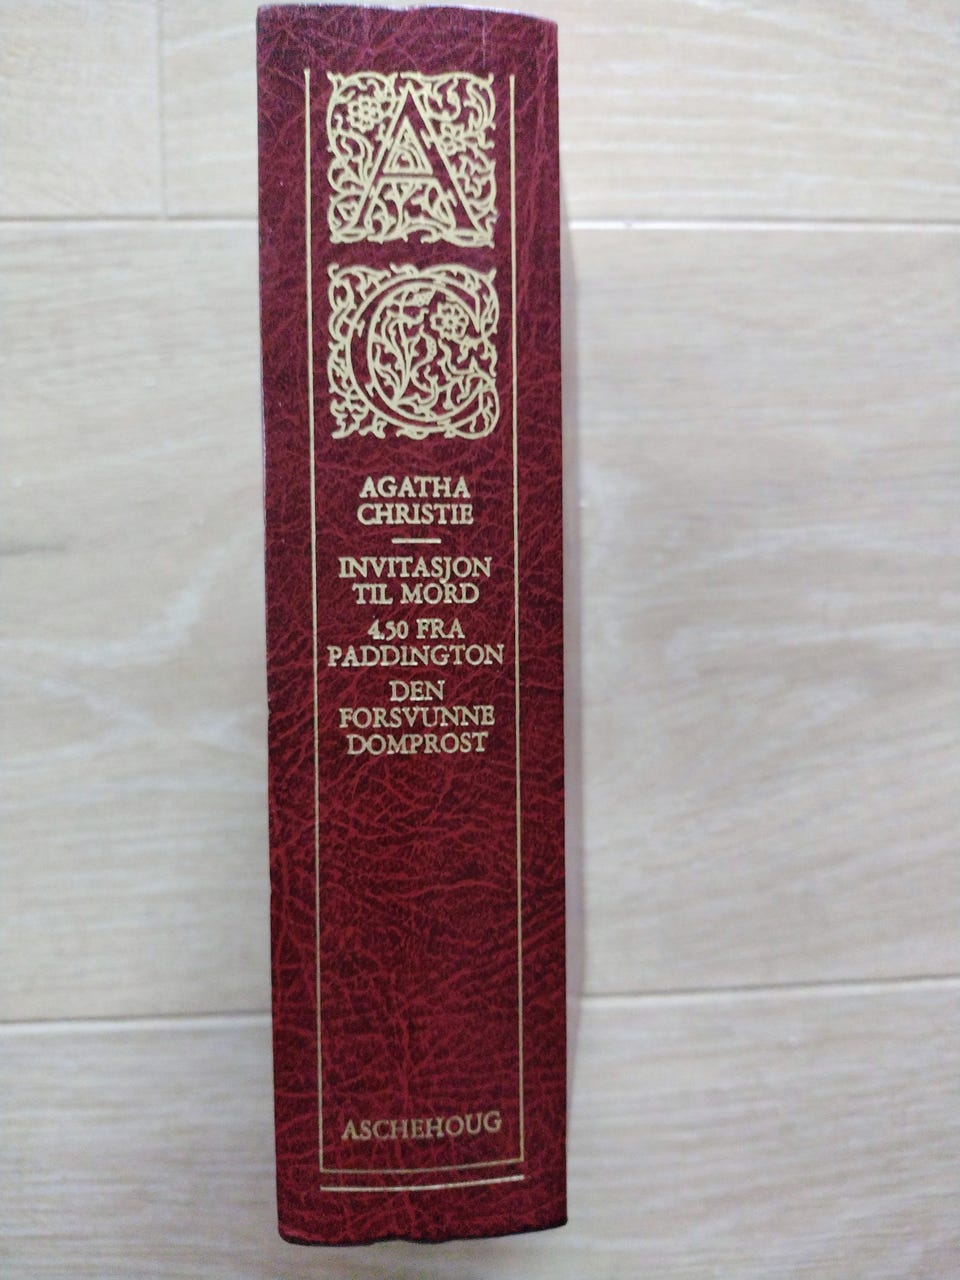 A
C
AGATHA
CHRISTIE
INVITASJON
TIL MORD
4.50 FRA
PADDINGTON
DEN
FORSVUNNE
DOMPROST
ASCHEHOUG